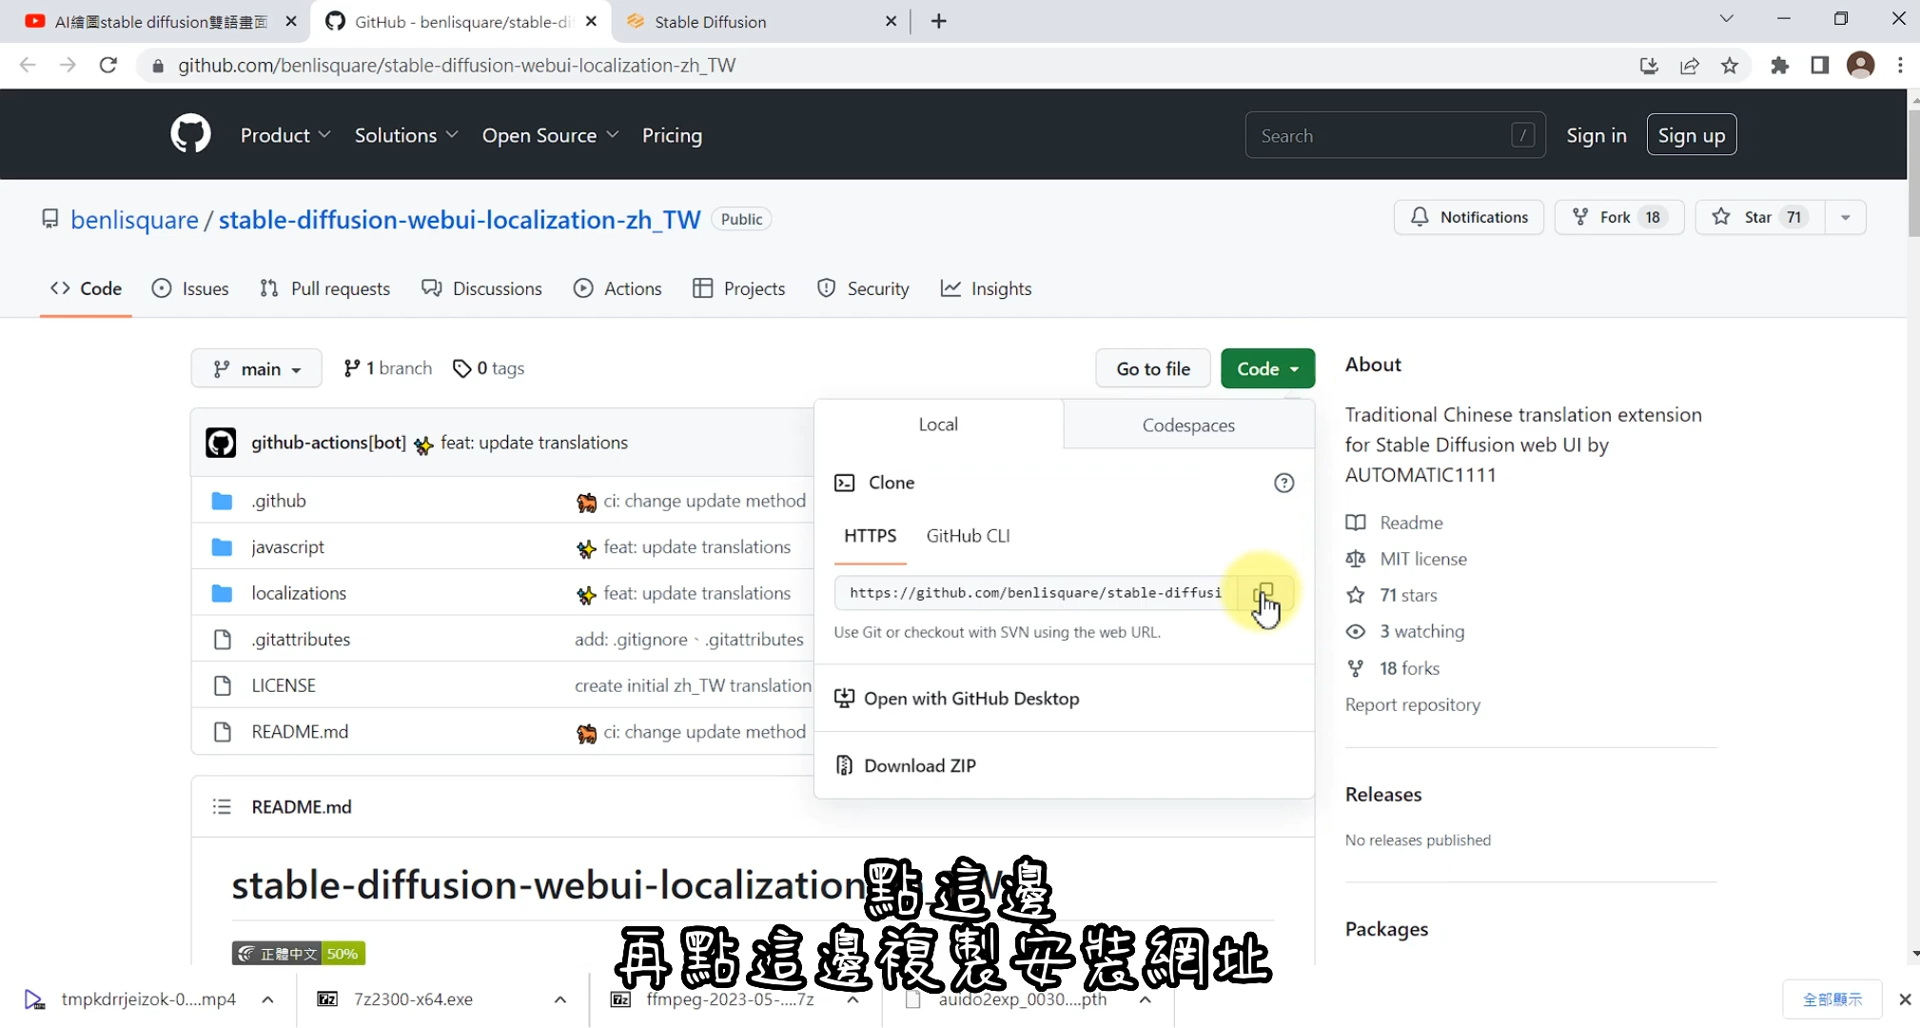 AI繪圖stable diffusion雙語畫面
GitHub - benlisquare/stable-dif
Stable Diffusion
github.com/benlisquare/stable-diffusion-webui-localization-zh_TW
Product
Solutions
Open Source
Pricing
Search
/
Sign in
Sign up
benlisquare / stable-diffusion-webui-localization-zh_TW
Public
Notifications
Fork 18
Star 71
Code
Issues
Pull requests
Discussions
Actions
Projects
Security
Insights
main
1 branch
0 tags
Go to file
Code
About
Traditional Chinese translation extension
for Stable Diffusion web UI by
AUTOMATIC1111
Local
Codespaces
github-actions[bot] feat: update translations
Clone
.github
ci: change update method
HTTPS
GitHub CLI
Readme
javascript
feat: update translations
MIT license
localizations
feat: update translations
https://github.com/benlisquare/stable-diffusi
71 stars
.gitattributes
add: .gitignore、.gitattributes
Use Git or checkout with SVN using the web URL.
3 watching
LICENSE
create initial zh_TW translation
Open with GitHub Desktop
18 forks
Report repository
README.md
ci: change update method
Download ZIP
README.md
Releases
No releases published
stable-diffusion-webui-localization
點這邊
再點這邊複製安裝網址
Packages
正體中文 50%
tmpkdrrjeizok-0....mp4
7z2300-x64.exe
ffmpeg-2023-05-....7z
auido2exp_0030....pth
全部顯示